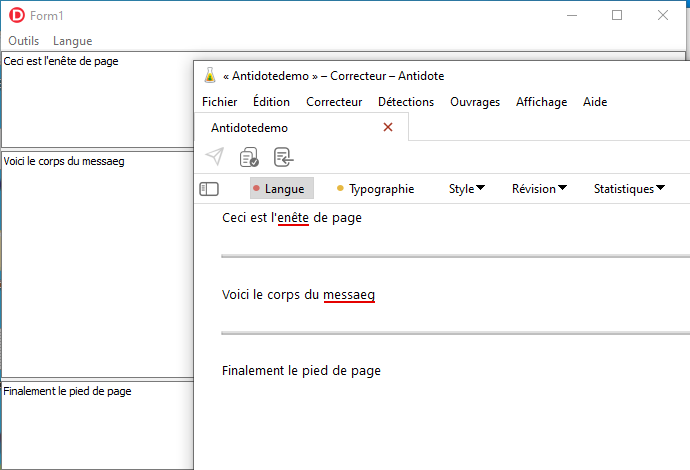 Form1
Outils Langue
Ceci est l'enête de page
Voici le corps du messaeg
Finalement le pied de page
« Antidotedemo » – Correcteur – Antidote
Fichier Édition Correcteur Détections Ouvrages Affichage Aide
Antidotedemo
Langue Typographie Style Révision Statistiques
Ceci est l'enête de page
Voici le corps du messaeg
Finalement le pied de page